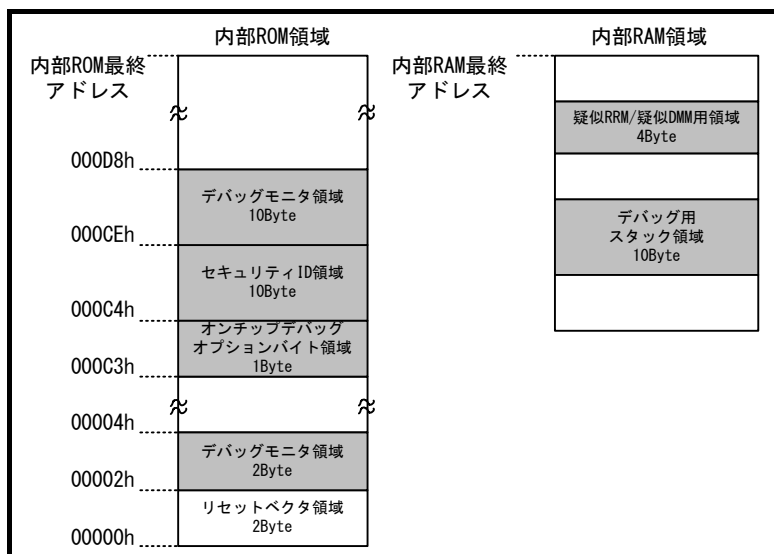 内部ROM領域
内部ROM最終
アドレス
000D8h
デバッグモニタ領域
10Byte
000CEh
セキュリティID領域
10Byte
000C4h
オンチップデバッグ
オプションバイト領域
1Byte
000C3h
00004h
デバッグモニタ領域
2Byte
00002h
リセットベクタ領域
2Byte
00000h
内部RAM領域
内部RAM最終
アドレス
疑似RRM/疑似DMM用領域
4Byte
デバッグ用
スタック領域
10Byte